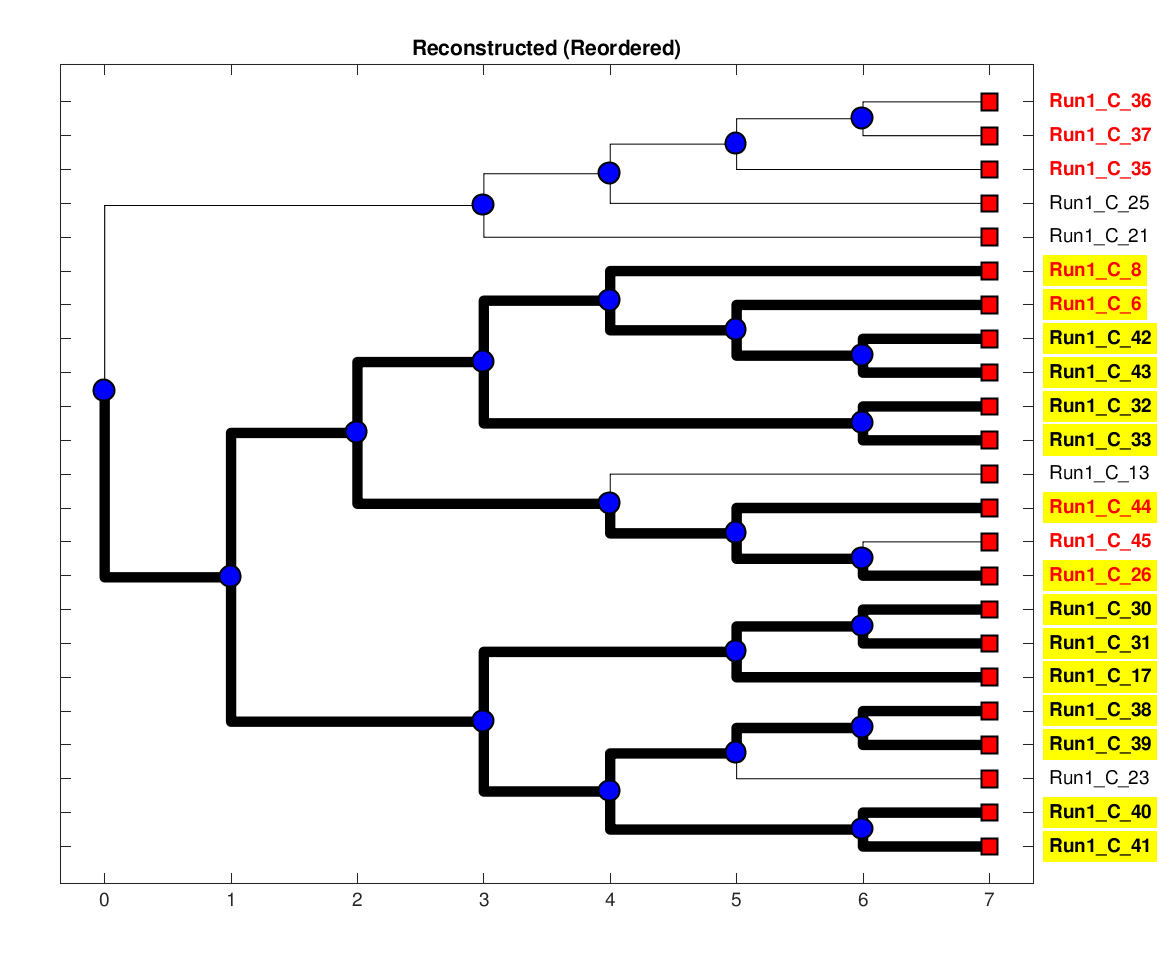 Reconstructed (Reordered)
Run1_C_36
Run1_C_37
Run1_C_35
Run1_C_25
Run1_C_21
Run1_C_8
Run1_C_6
Run1_C_42
Run1_C_43
Run1_C_32
Run1_C_33
Run1_C_13
Run1_C_44
Run1_C_45
Run1_C_26
Run1_C_30
Run1_C_31
Run1_C_17
Run1_C_38
Run1_C_39
Run1_C_23
Run1_C_40
Run1_C_41
0 1 2 3 4 5 6 7